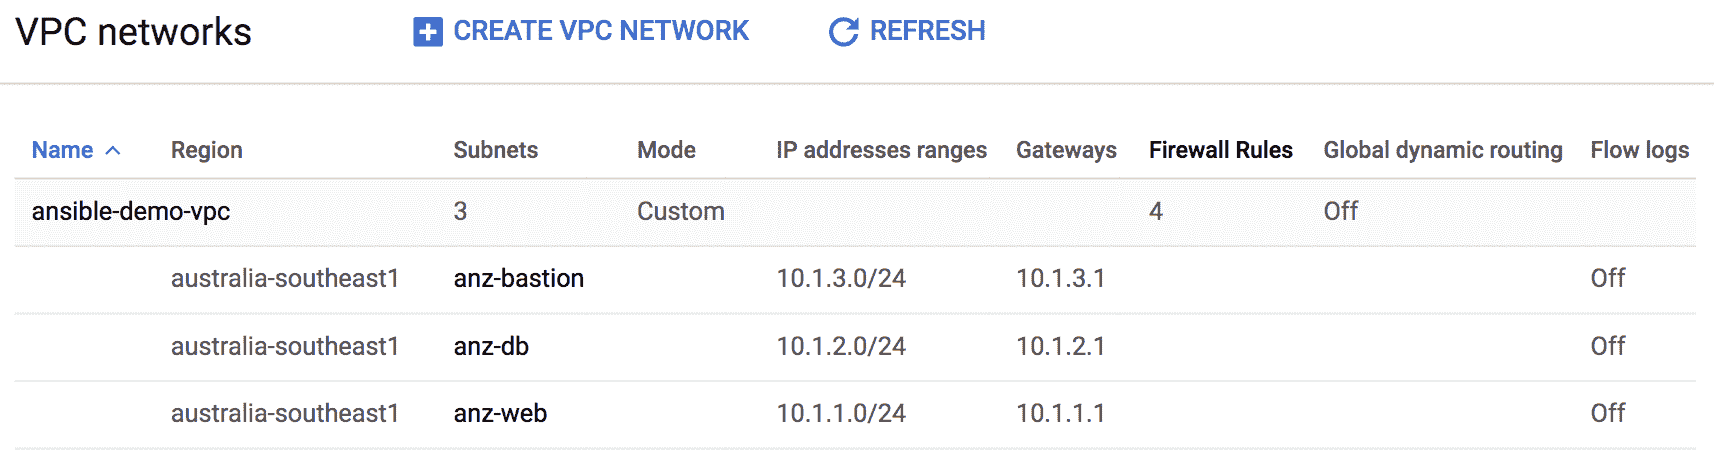 VPC networks CREATE VPC NETWORK REFRESH
Name Region Subnets Mode IP addresses ranges Gateways Firewall Rules Global dynamic routing Flow logs
ansible-demo-vpc 3 Custom 4 Off
australia-southeast1 anz-bastion 10.1.3.0/24 10.1.3.1 Off
australia-southeast1 anz-db 10.1.2.0/24 10.1.2.1 Off
australia-southeast1 anz-web 10.1.1.0/24 10.1.1.1 Off